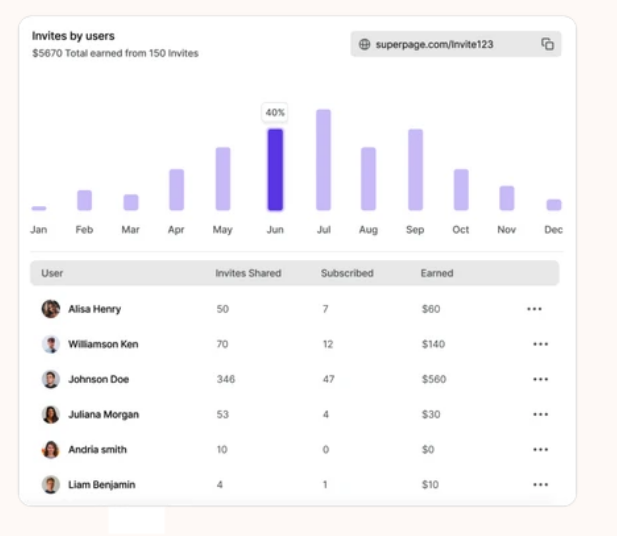 Invites by users
$5670 Total earned from 150 Invites
superpage.com/Invite123
40%
Jan Feb Mar Apr May Jun Jul Aug Sep Oct Nov Dec
User Invites Shared Subscribed Earned
Alisa Henry 50 7 $60
Williamson Ken 70 12 $140
Johnson Doe 346 47 $560
Juliana Morgan 53 4 $30
Andria smith 10 0 $0
Liam Benjamin 4 1 $10